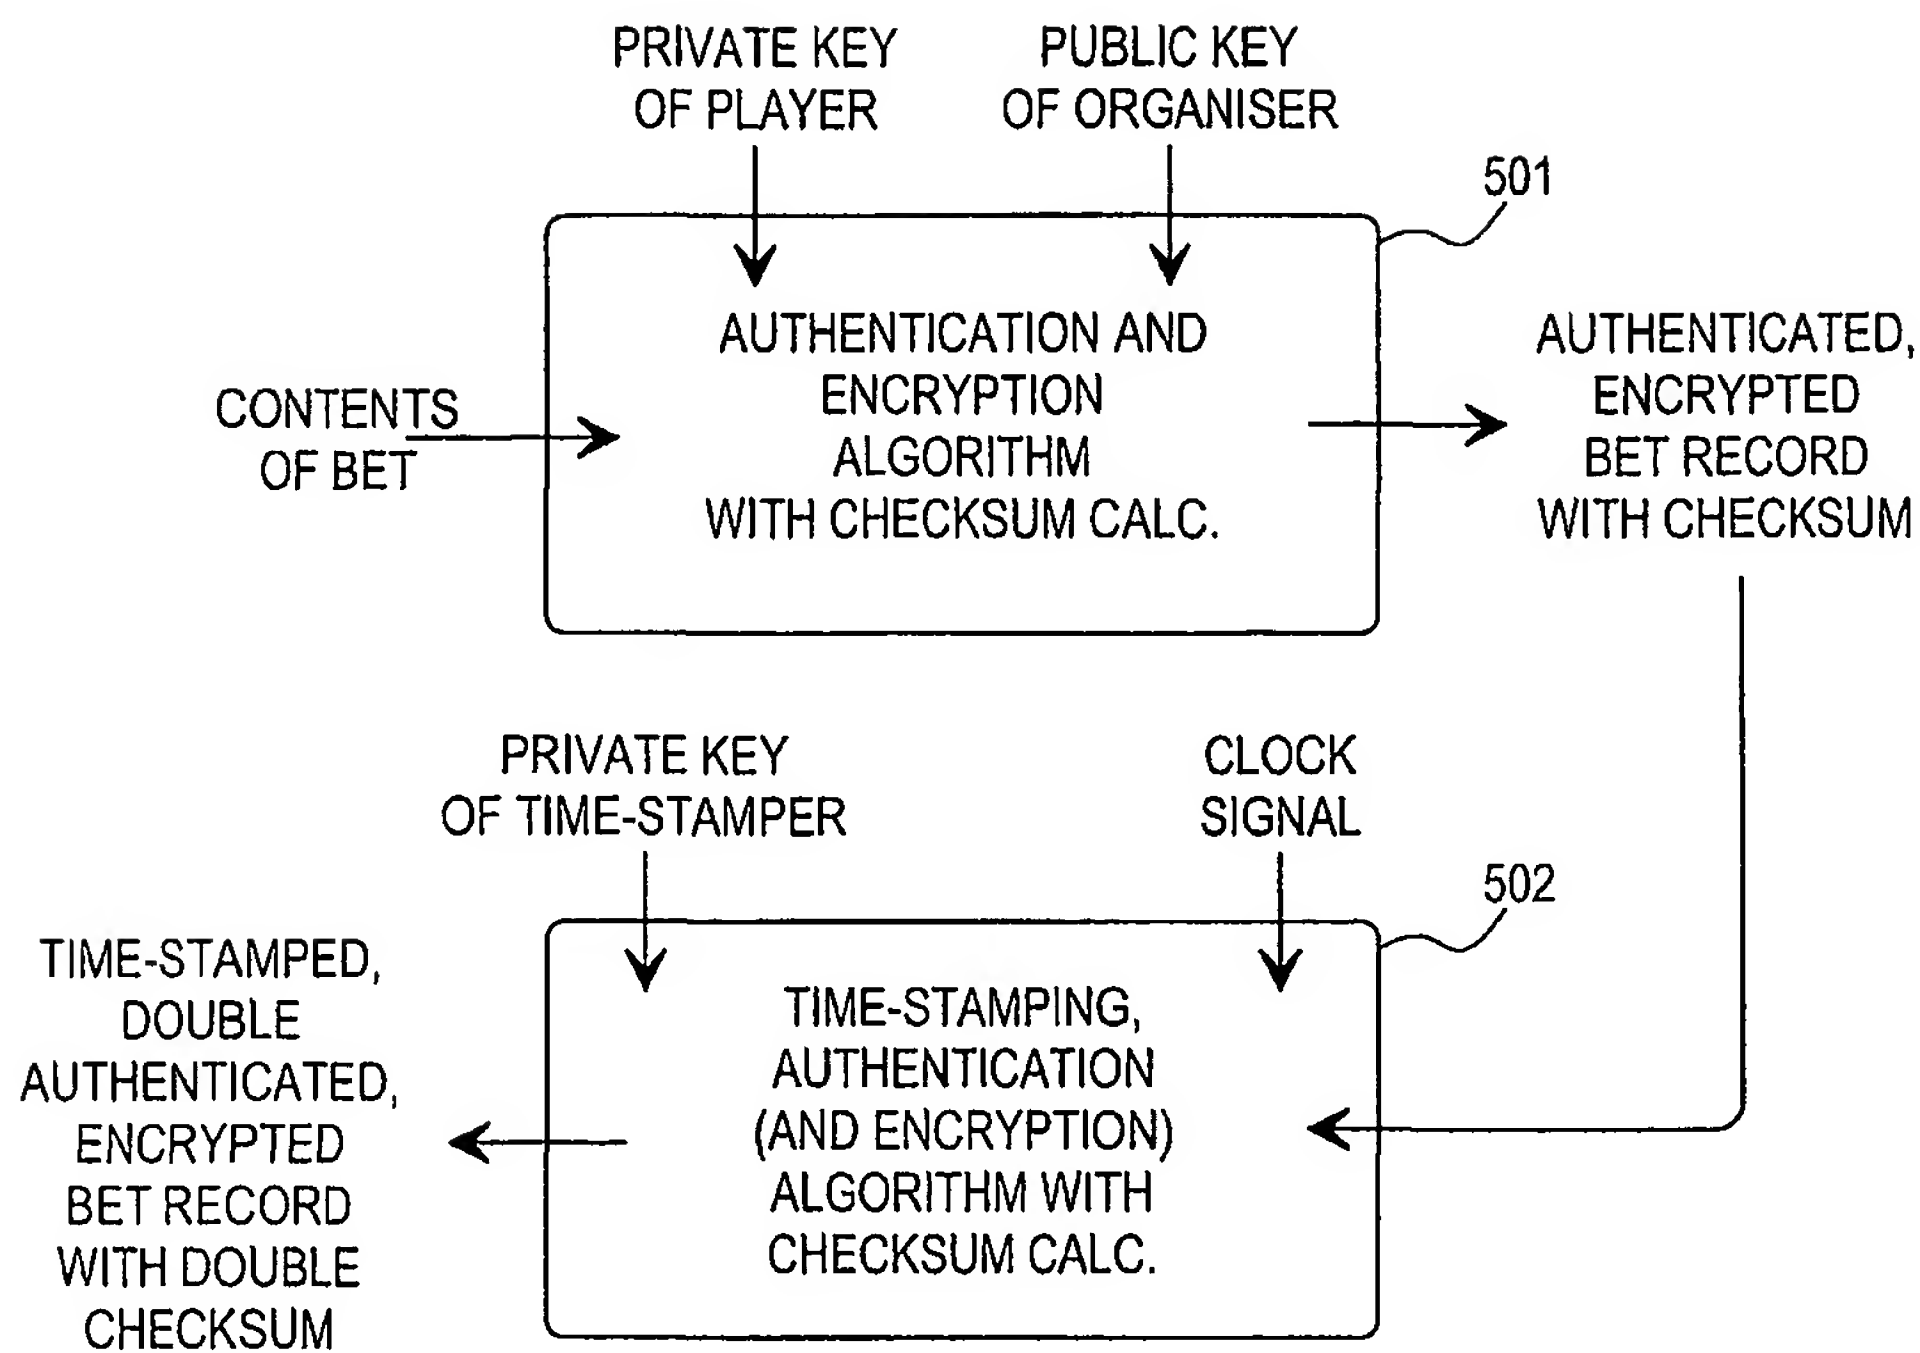 PRIVATE KEY
OF PLAYER
PUBLIC KEY
OF ORGANISER
501
CONTENTS
OF BET
AUTHENTICATION AND
ENCRYPTION
ALGORITHM
WITH CHECKSUM CALC.
AUTHENTICATED,
ENCRYPTED
BET RECORD
WITH CHECKSUM
PRIVATE KEY
OF TIME-STAMPER
CLOCK
SIGNAL
502
TIME-STAMPING,
AUTHENTICATION
(AND ENCRYPTION)
ALGORITHM WITH
CHECKSUM CALC.
TIME-STAMPED,
DOUBLE
AUTHENTICATED,
ENCRYPTED
BET RECORD
WITH DOUBLE
CHECKSUM